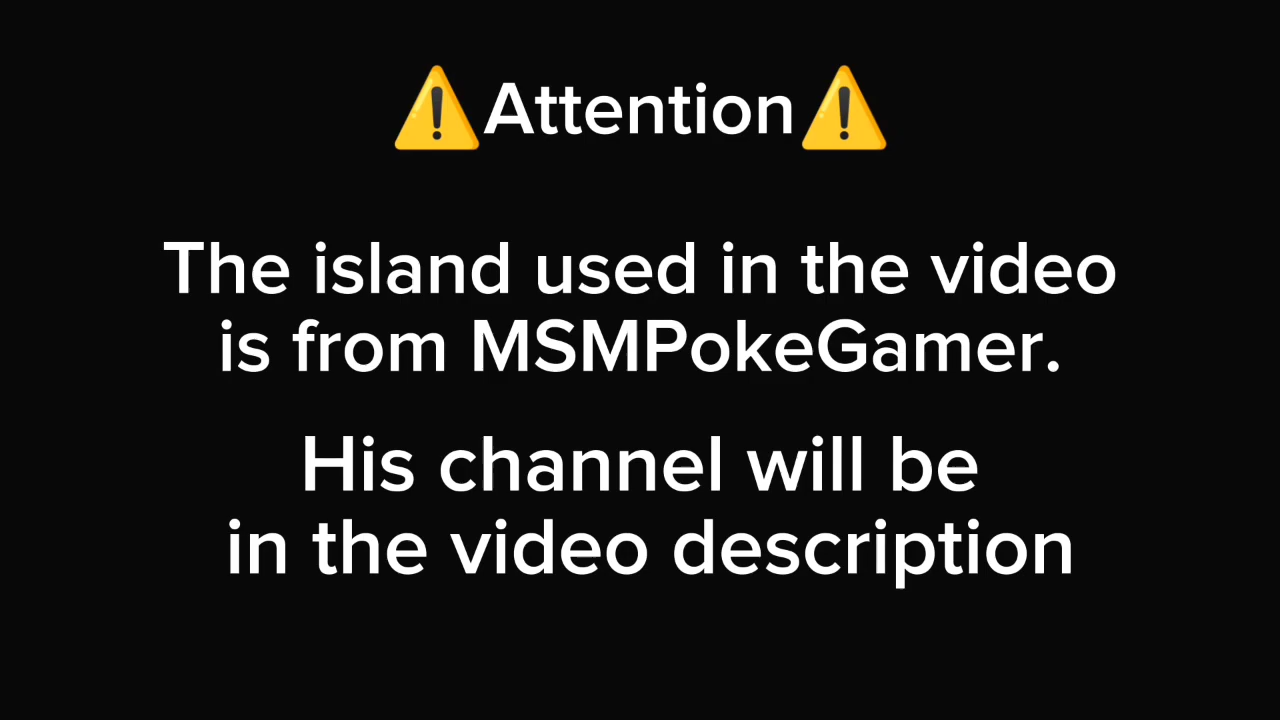 ⚠️Attention⚠️
The island used in the video
is from MSMPokeGamer.
His channel will be
in the video description